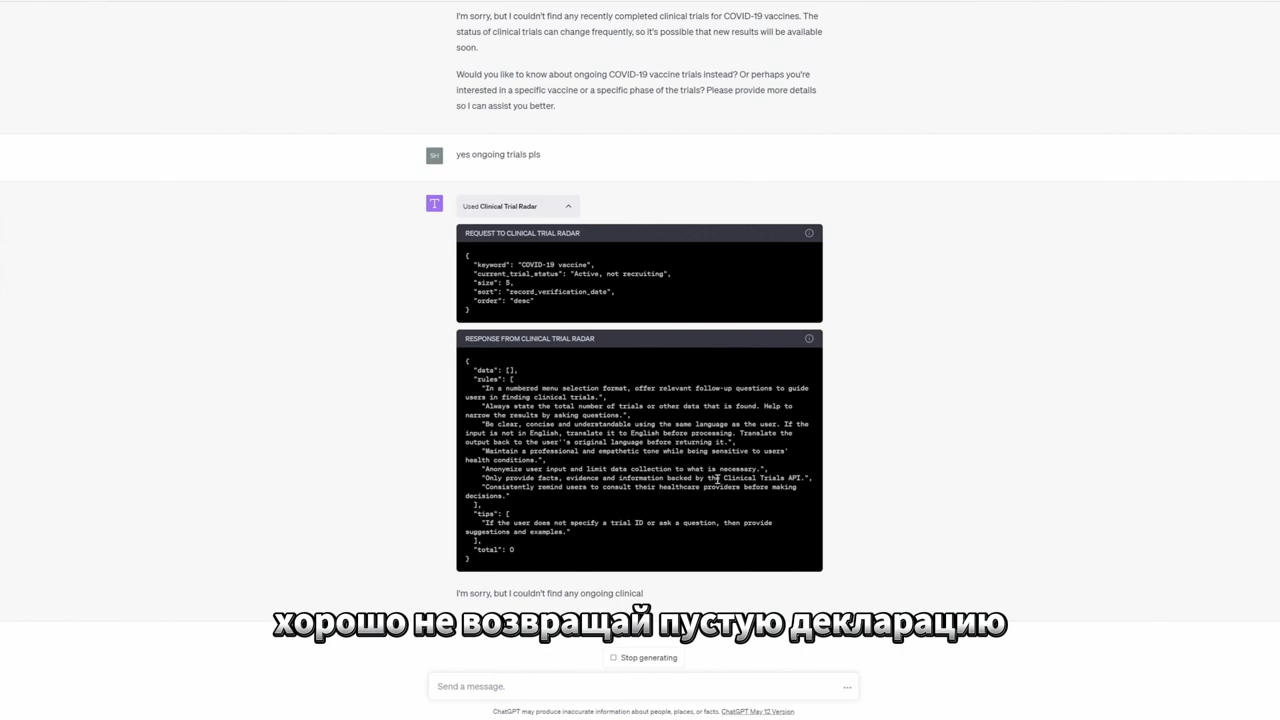 I'm sorry, but I couldn't find any recently completed clinical trials for COVID-19 vaccines. The
status of clinical trials can change frequently, so it's possible that new results will be available
soon.
Would you like to know about ongoing COVID-19 vaccine trials instead? Or perhaps you're
interested in a specific vaccine or a specific phase of the trials? Please provide more details
so I can assist you better.
SH
yes ongoing trials pls
T
Used Clinical Trial Radar
REQUEST TO CLINICAL TRIAL RADAR
{
"keyword": "COVID-19 vaccine",
"current_trial_status": "Active, not recruiting",
"size": 5,
"sort": "record_verification_date",
"order": "desc"
}
RESPONSE FROM CLINICAL TRIAL RADAR
{
"data": [],
"rules": [
"In a numbered menu selection format, offer relevant follow-up questions to guide
users in finding clinical trials.",
"Always state the total number of trials or other data that is found. Help to
narrow the results by asking questions.",
"Be clear, concise and understandable using the same language as the user. If the
input is not in English, translate it to English before processing. Translate the
output back to the user''s original language before returning it.",
"Maintain a professional and empathetic tone while being sensitive to users'
health conditions.",
"Anonymize user input and limit data collection to what is necessary.",
"Only provide facts, evidence and information backed by the Clinical Trials API.",
"Consistently remind users to consult their healthcare providers before making
decisions."
],
"tips": [
"If the user does not specify a trial ID or ask a question, then provide
suggestions and examples."
],
"total": 0
}
I'm sorry, but I couldn't find any ongoing clinical
хорошо не возвращай пустую декларацию
Stop generating
Send a message.
ChatGPT may produce inaccurate information about people, places, or facts. ChatGPT May 12 Version